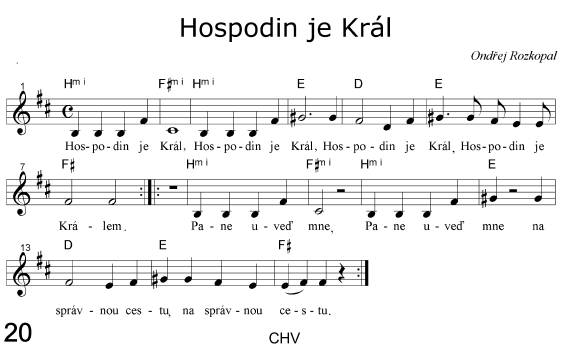 Hospodin je Král
Ondřej Rozkopal
1 Hmi F#mi Hmi E D E
Hos-po-din je Král, Hos-po-din je Král, Hos-po-din je Král, Hos-po-din je
7 F# Hmi F#mi Hmi E
Krá-lem. Pa-ne u-veď mne, Pa-ne u-veď mne na
13 D E F#
správ-nou ces-tu, na správ-nou ce-s-tu.
20 CHV